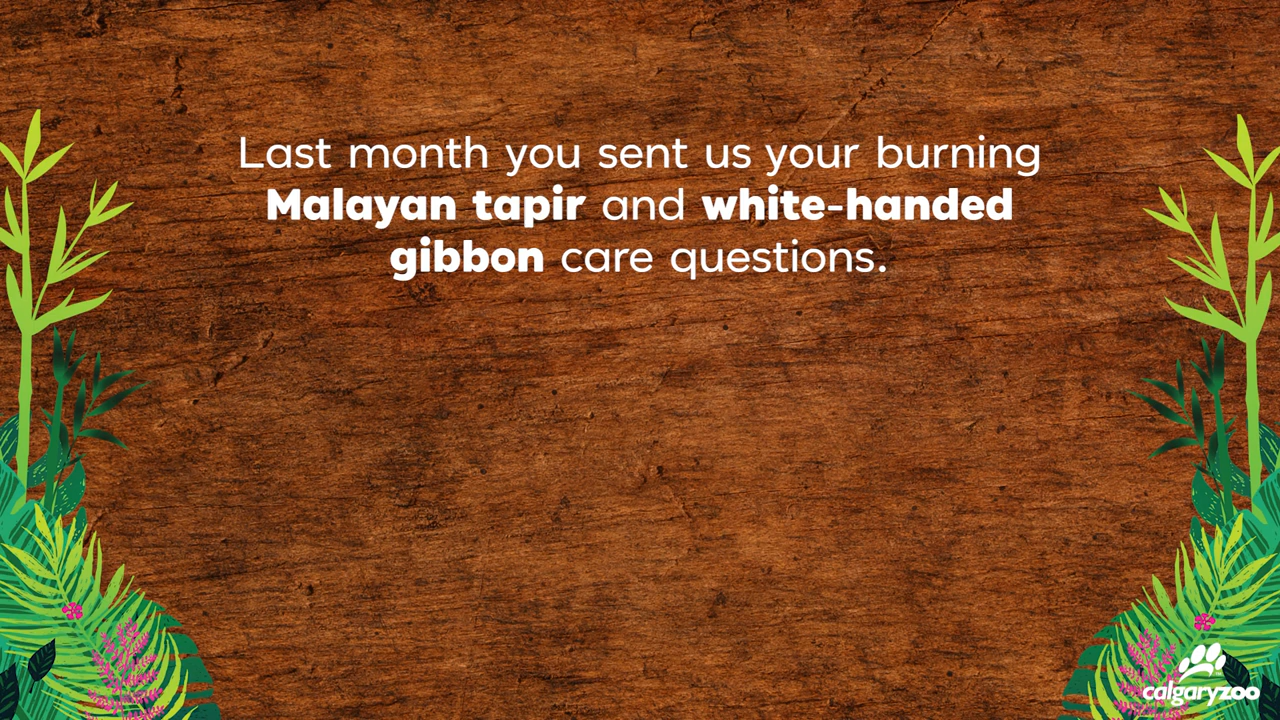 Last month you sent us your burning
Malayan tapir and white-handed
gibbon care questions.
calgaryzoo